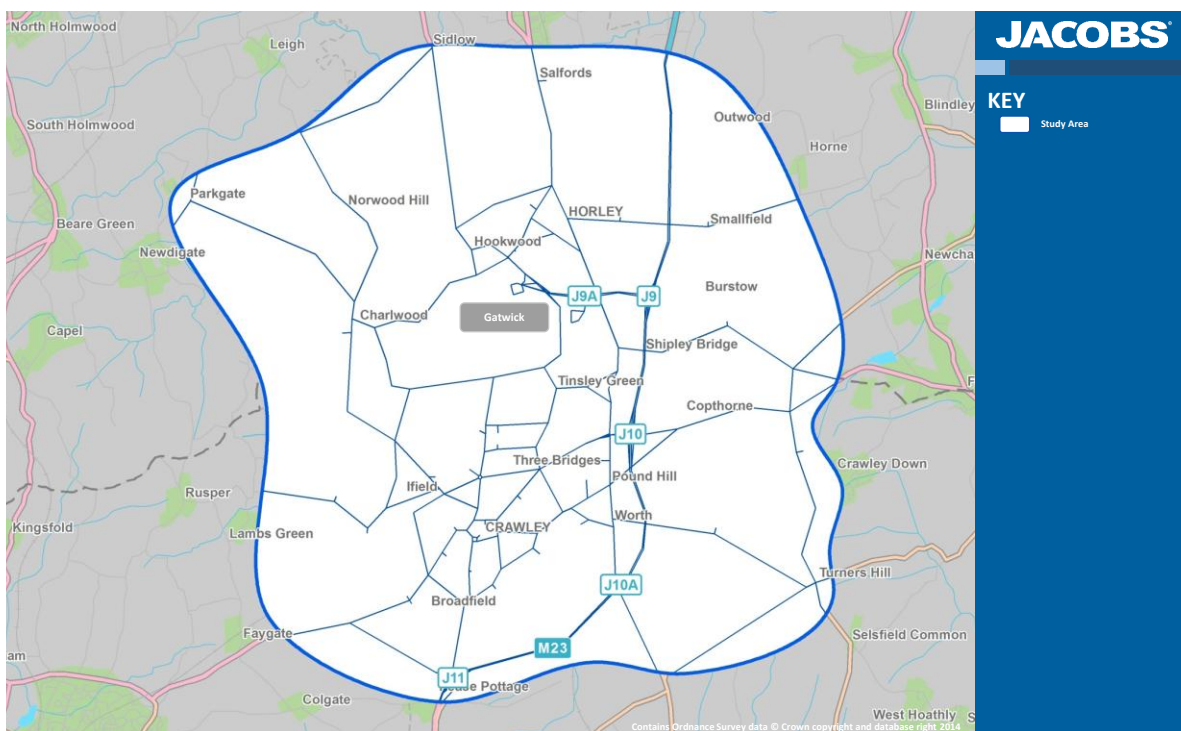 North Holmwood
Sidlow
Leigh
Salfords
JACOBS
KEY
Study Area
Outwood
Blindley
South Holmwood
Horne
Parkgate
Norwood Hill
HORLEY
Smallfield
Beare Green
Hookwood
Newdigate
Newcha
Burstow
J9A
J9
Gatwick
Charlwood
Capel
Shipley Bridge
Tinsley Green
F
Copthorne
J10
Three Bridges
Crawley Down
Pound Hill
Ifield
Rusper
Worth
Kingsfold
CRAWLEY
Lambs Green
Turners Hill
J10A
Broadfield
Faygate
Selsfield Common
M23
am
J11
Pottage
Colgate
West Hoathly
S
Contains Ordnance Survey data © Crown copyright and database right 2014